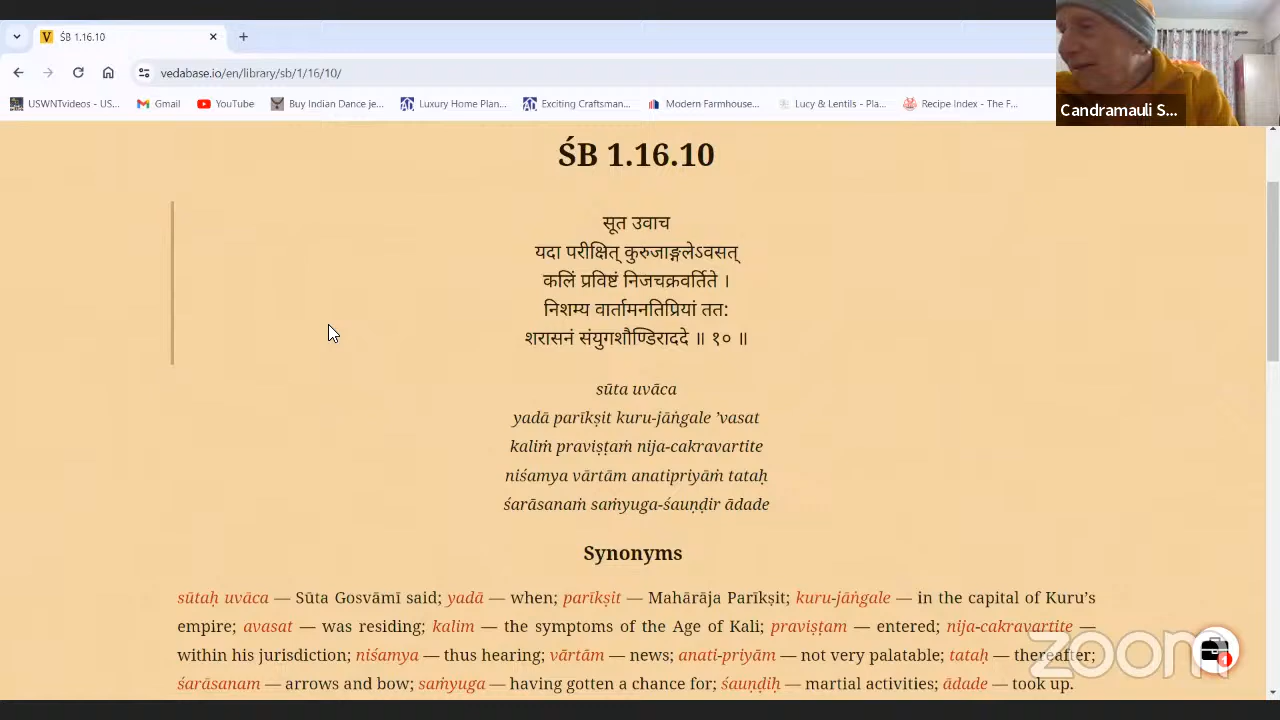 ŚB 1.16.10
vedabase.io/en/library/sb/1/16/10/
USWNTvideos - US...
Gmail
YouTube
Buy Indian Dance je...
Luxury Home Plan...
Exciting Craftsman...
Modern Farmhouse...
Lucy & Lentils - Pla...
Recipe Index - The F...
Candramauli S...
ŚB 1.16.10
सूत उवाच
यदा परीक्षित् कुरुजाङ्गलेऽवसत्
कलिं प्रविष्टं निजचक्रवर्तिते ।
निशम्य वार्तामनतिप्रियां तत:
शरासनं संयुगशौण्डिराददे ॥ १० ॥
sūta uvāca
yadā parīkṣit kuru-jāṅgale ’vasat
kaliṁ praviṣṭaṁ nija-cakravartite
niśamya vārtām anatipriyāṁ tataḥ
śarāsanaṁ saṁyuga-śauṇḍir ādade
Synonyms
sūtaḥ uvāca — Sūta Gosvāmī said; yadā — when; parīkṣit — Mahārāja Parīkṣit; kuru-jāṅgale — in the capital of Kuru’s
empire; avasat — was residing; kalim — the symptoms of the Age of Kali; praviṣṭam — entered; nija-cakravartite —
within his jurisdiction; niśamya — thus hearing; vārtām — news; anati-priyām — not very palatable; tataḥ — thereafter;
śarāsanam — arrows and bow; saṁyuga — having gotten a chance for; śauṇḍiḥ — martial activities; ādade — took up.
zoom